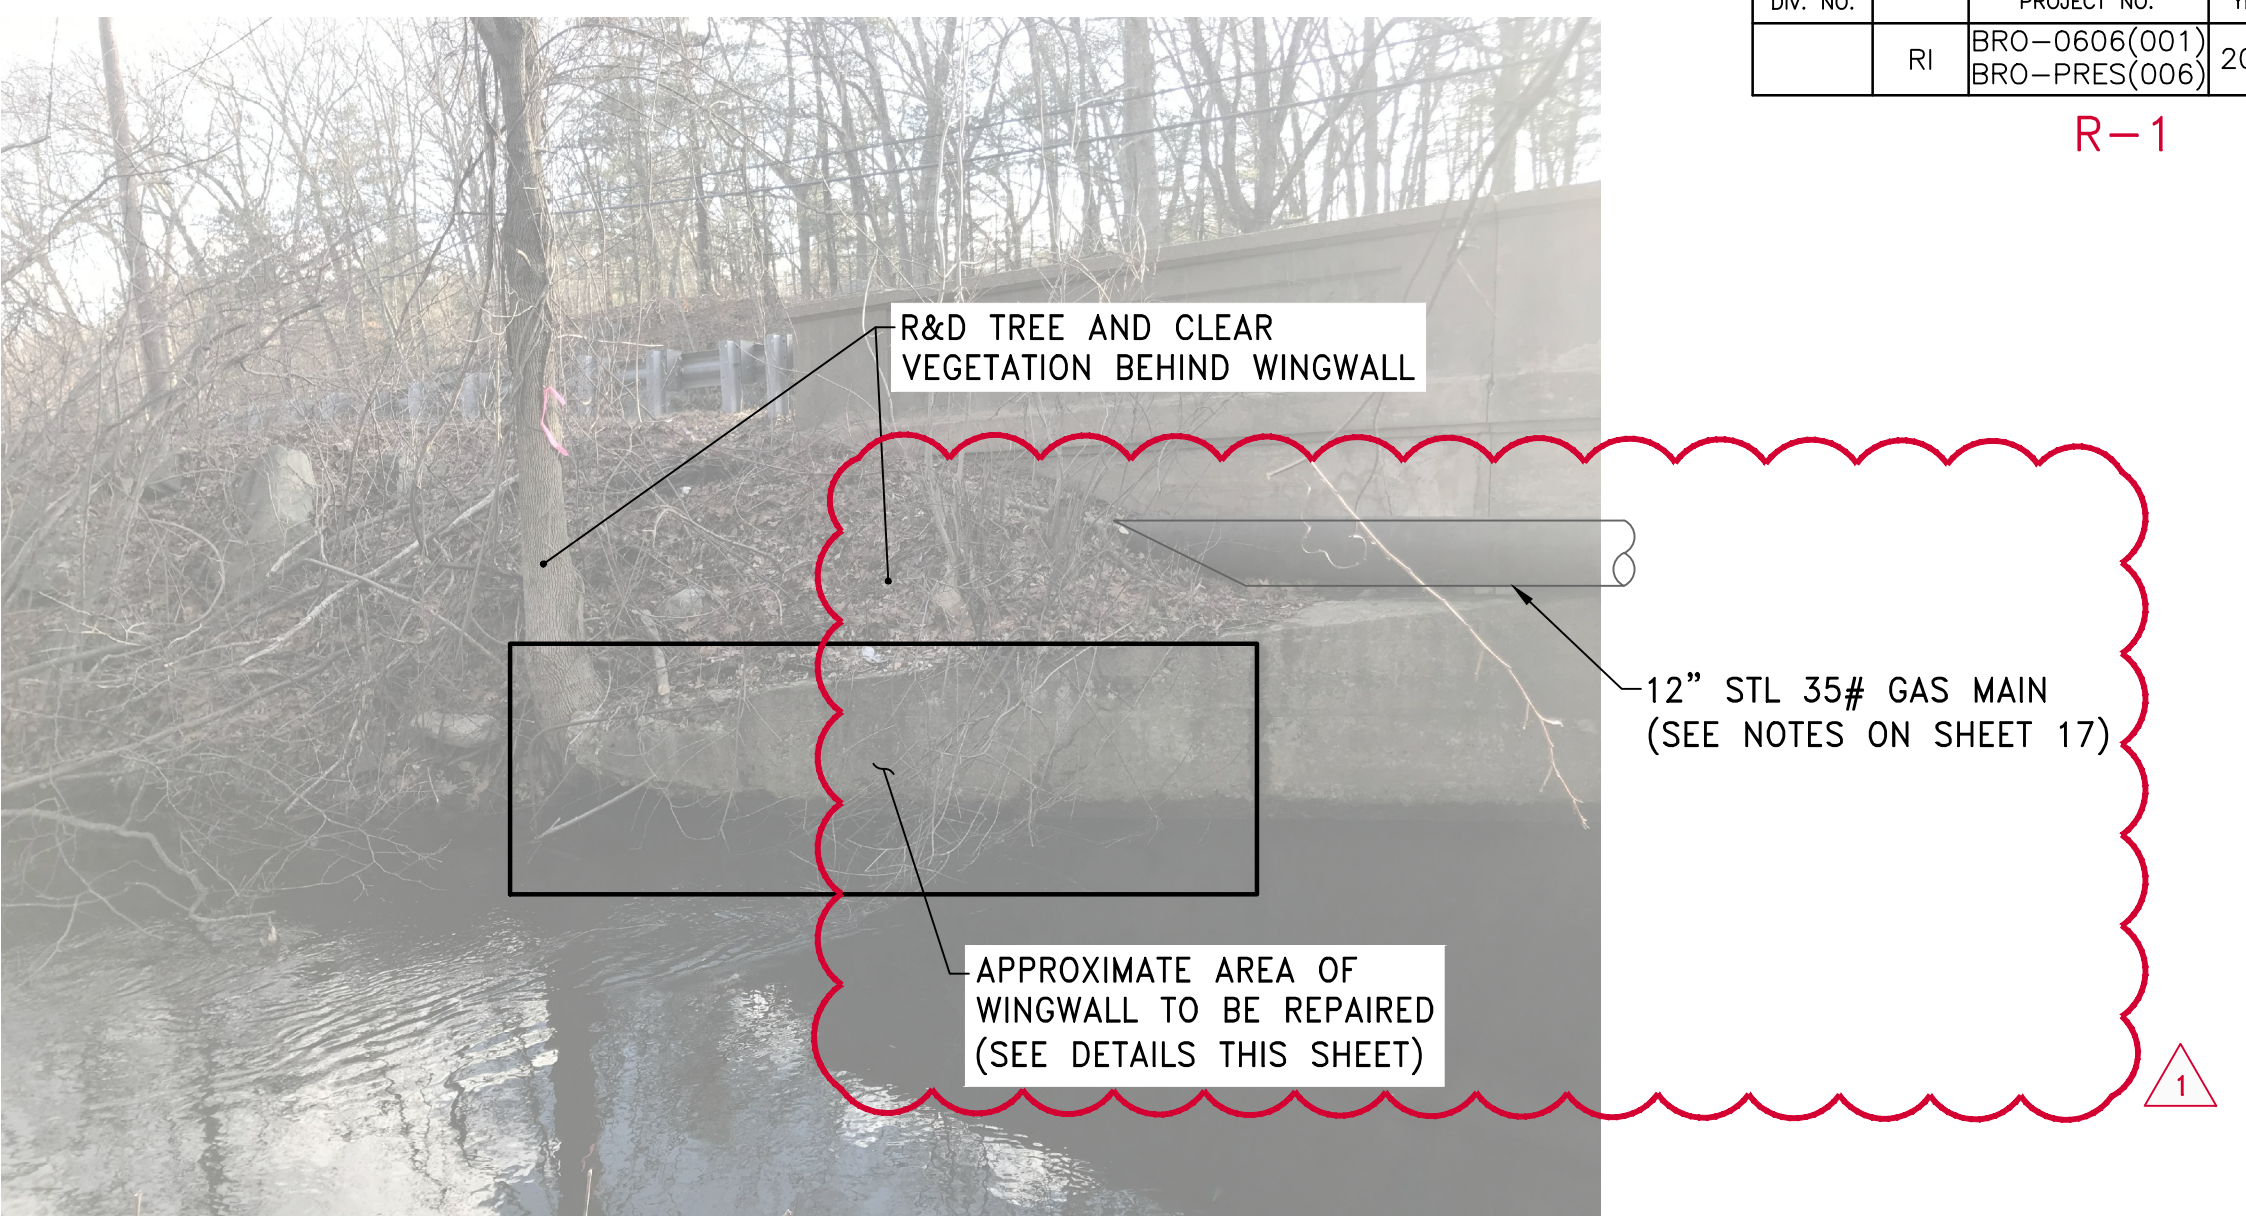 DIV. NO. PROJECT NO.
RI BRO-0606(001)
BRO-PRES(006)
R-1
R&D TREE AND CLEAR
VEGETATION BEHIND WINGWALL
12” STL 35# GAS MAIN
(SEE NOTES ON SHEET 17)
APPROXIMATE AREA OF
WINGWALL TO BE REPAIRED
(SEE DETAILS THIS SHEET)
1